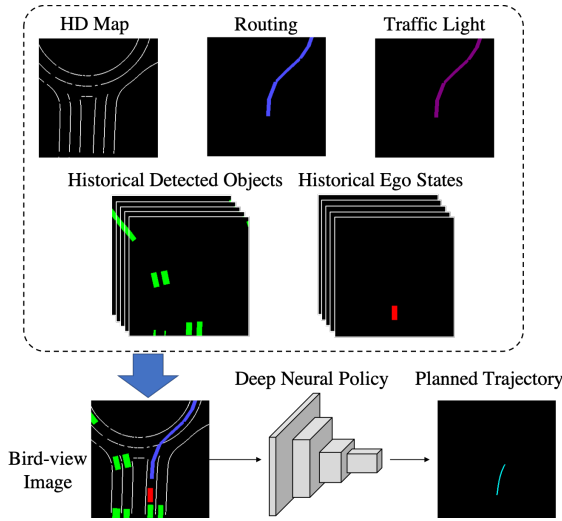 HD Map
Routing
Traffic Light
Historical Detected Objects
Historical Ego States
Deep Neural Policy
Planned Trajectory
Bird-view
Image